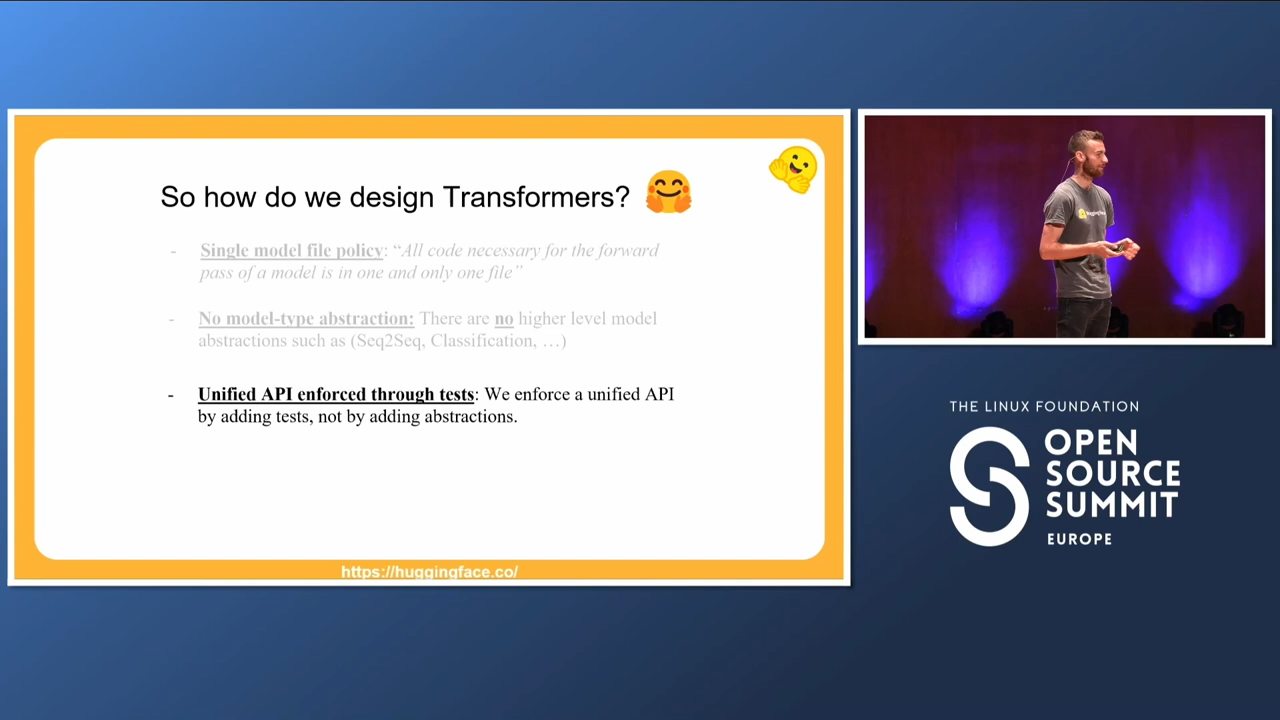 So how do we design Transformers?
- Single model file policy: “All code necessary for the forward
pass of a model is in one and only one file”
- No model-type abstraction: There are no higher level model
abstractions such as (Seq2Seq, Classification, …)
- Unified API enforced through tests: We enforce a unified API
by adding tests, not by adding abstractions.
https://huggingface.co/
HuggingFace
THE LINUX FOUNDATION
OPEN
SOURCE
SUMMIT
EUROPE